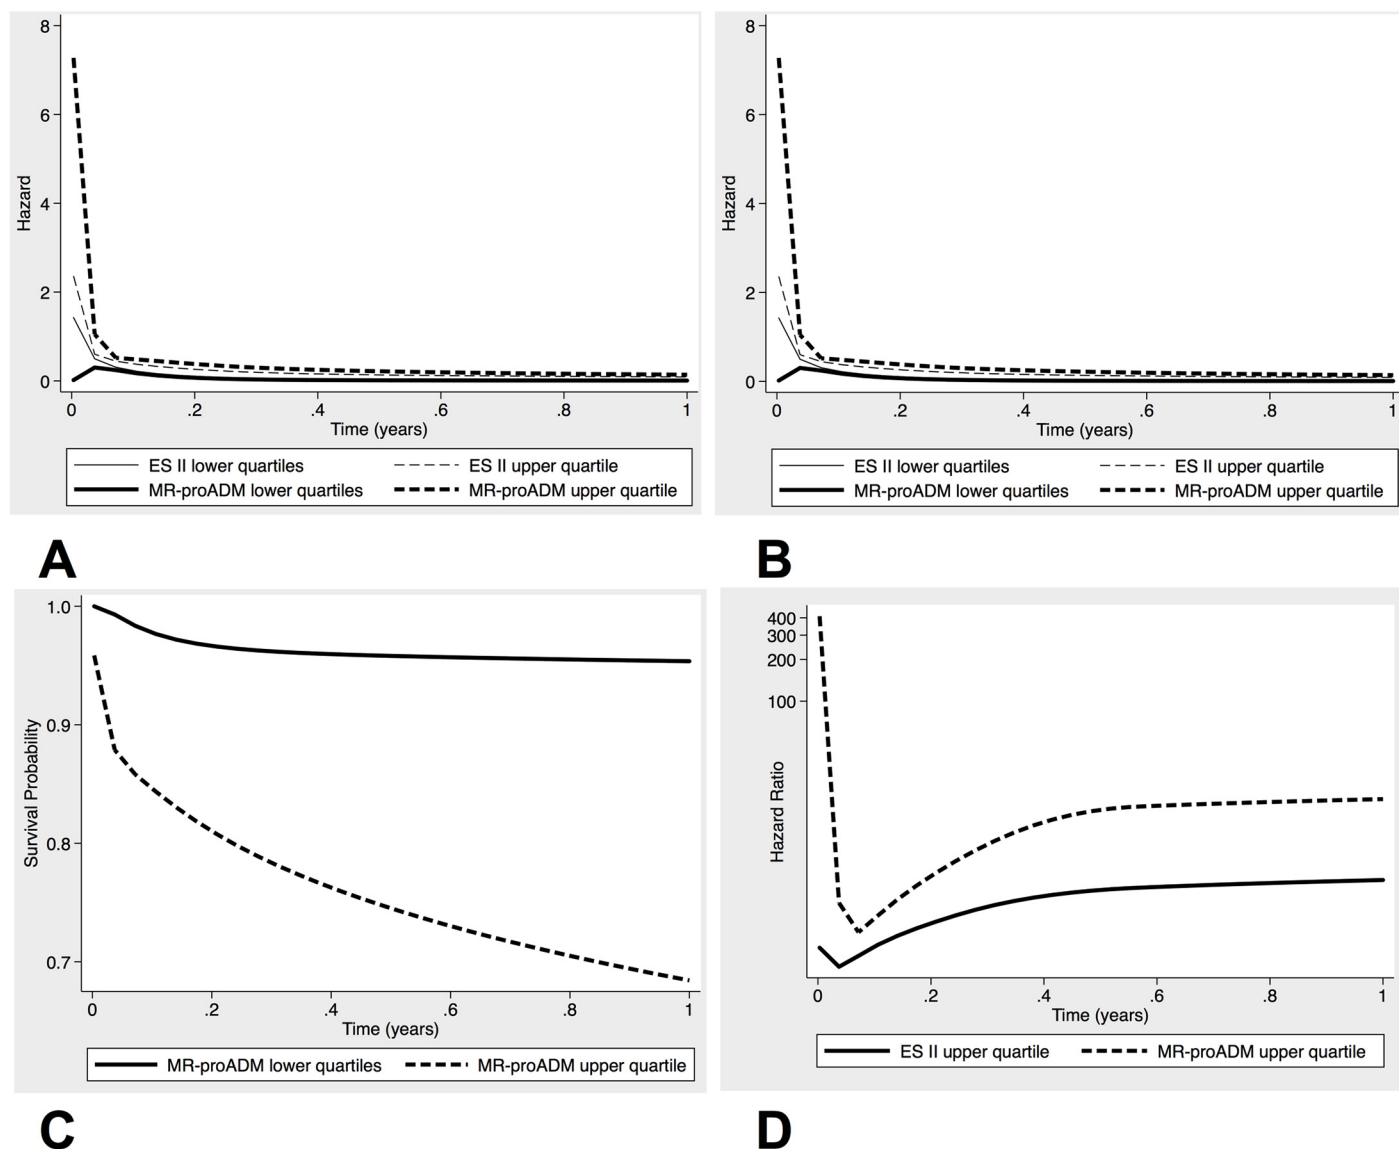 8
6
4
2
0
Hazard
0 .2 .4 .6 .8 1
Time (years)
ES II lower quartiles ES II upper quartile
MR-proADM lower quartiles MR-proADM upper quartile
A
8
6
4
2
0
Hazard
0 .2 .4 .6 .8 1
Time (years)
ES II lower quartiles ES II upper quartile
MR-proADM lower quartiles MR-proADM upper quartile
B
1.0
0.9
0.8
0.7
Survival Probability
0 .2 .4 .6 .8 1
Time (years)
MR-proADM lower quartiles MR-proADM upper quartile
C
400
300
200
100
Hazard Ratio
0 .2 .4 .6 .8 1
Time (years)
ES II upper quartile MR-proADM upper quartile
D